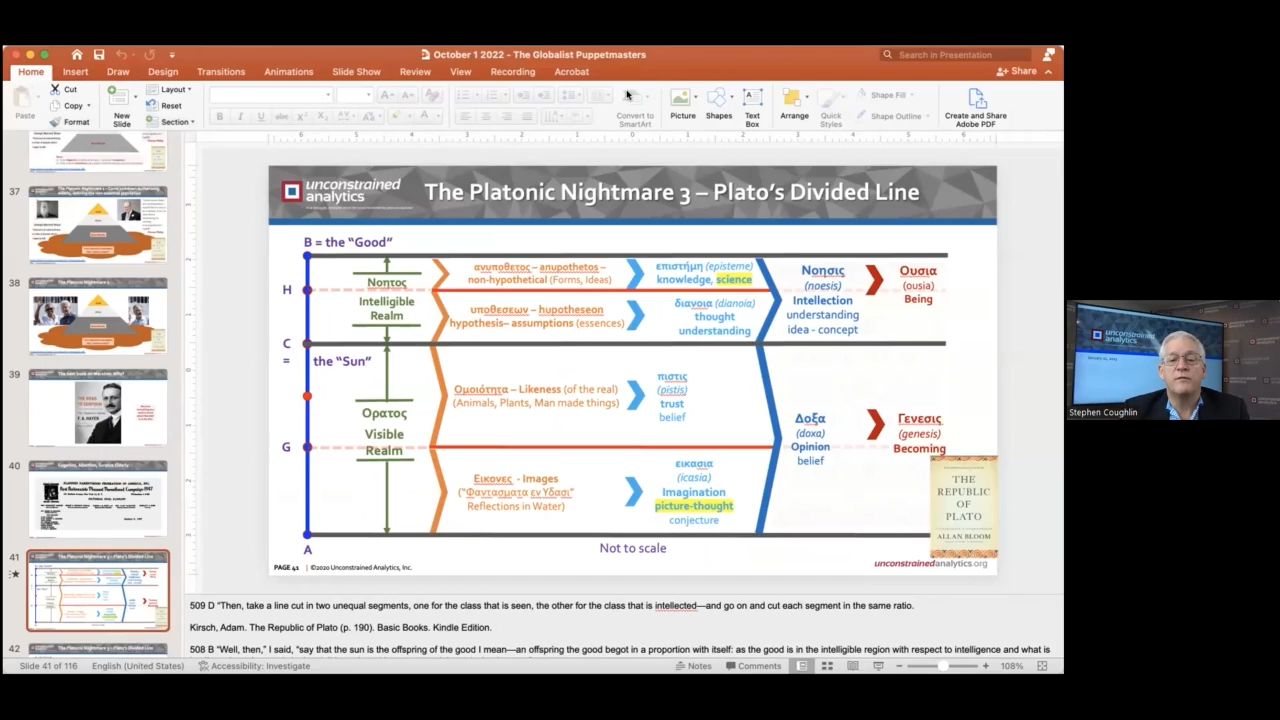 October 1 2022 - The Globalist Puppetmasters
Search in Presentation
Home
Insert
Draw
Design
Transitions
Animations
Slide Show
Review
View
Recording
Acrobat
Share
Paste
Cut
Copy
Format
New Slide
Layout
Reset
Section
Convert to SmartArt
Picture
Shapes
Text Box
Arrange
Quick Styles
Shape Fill
Shape Outline
Create and Share Adobe PDF
37
38
39
40
41
42
The Platonic Nightmare 3 – Plato's Divided Line
unconstrained
analytics
The Platonic Nightmare 3 – Plato's Divided Line
B = the “Good”
H
C
=
the “Sun”
G
A
Νοητος
Intelligible
Realm
Ορατος
Visible
Realm
ανυποθετος – anupothetos –
non-hypothetical (Forms, Ideas)
υποθεσεων – hupotheseon
hypothesis– assumptions (essences)
Ομοιότητα – Likeness (of the real)
(Animals, Plants, Man made things)
Εικονες - Images
(“Φαντασματα εν Υδασι”
Reflections in Water)
επιστήμη (episteme)
knowledge, science
διανοια (dianoia)
thought
understanding
πιστις
(pistis)
trust
belief
εικασια
(icasia)
Imagination
picture-thought
conjecture
Νοησις
(noesis)
Intellection
understanding
idea - concept
Δοξα
(doxa)
Opinion
belief
Ουσια
(ousia)
Being
Γενεσις
(genesis)
Becoming
THE
REPUBLIC
OF
PLATO
ALLAN BLOOM
Not to scale
PAGE 41 | ©2020 Unconstrained Analytics, Inc.
unconstrainedanalytics.org
509 D “Then, take a line cut in two unequal segments, one for the class that is seen, the other for the class that is intellected—and go on and cut each segment in the same ratio.
Kirsch, Adam. The Republic of Plato (p. 190). Basic Books. Kindle Edition.
508 B “Well, then,” I said, “say that the sun is the offspring of the good I mean—an offspring the good begot in a proportion with itself: as the good is in the intelligible region with respect to intelligence and what is
Slide 41 of 116
English (United States)
Accessibility: Investigate
Notes
Comments
108%
unconstrained
analytics
Stephen Coughlin